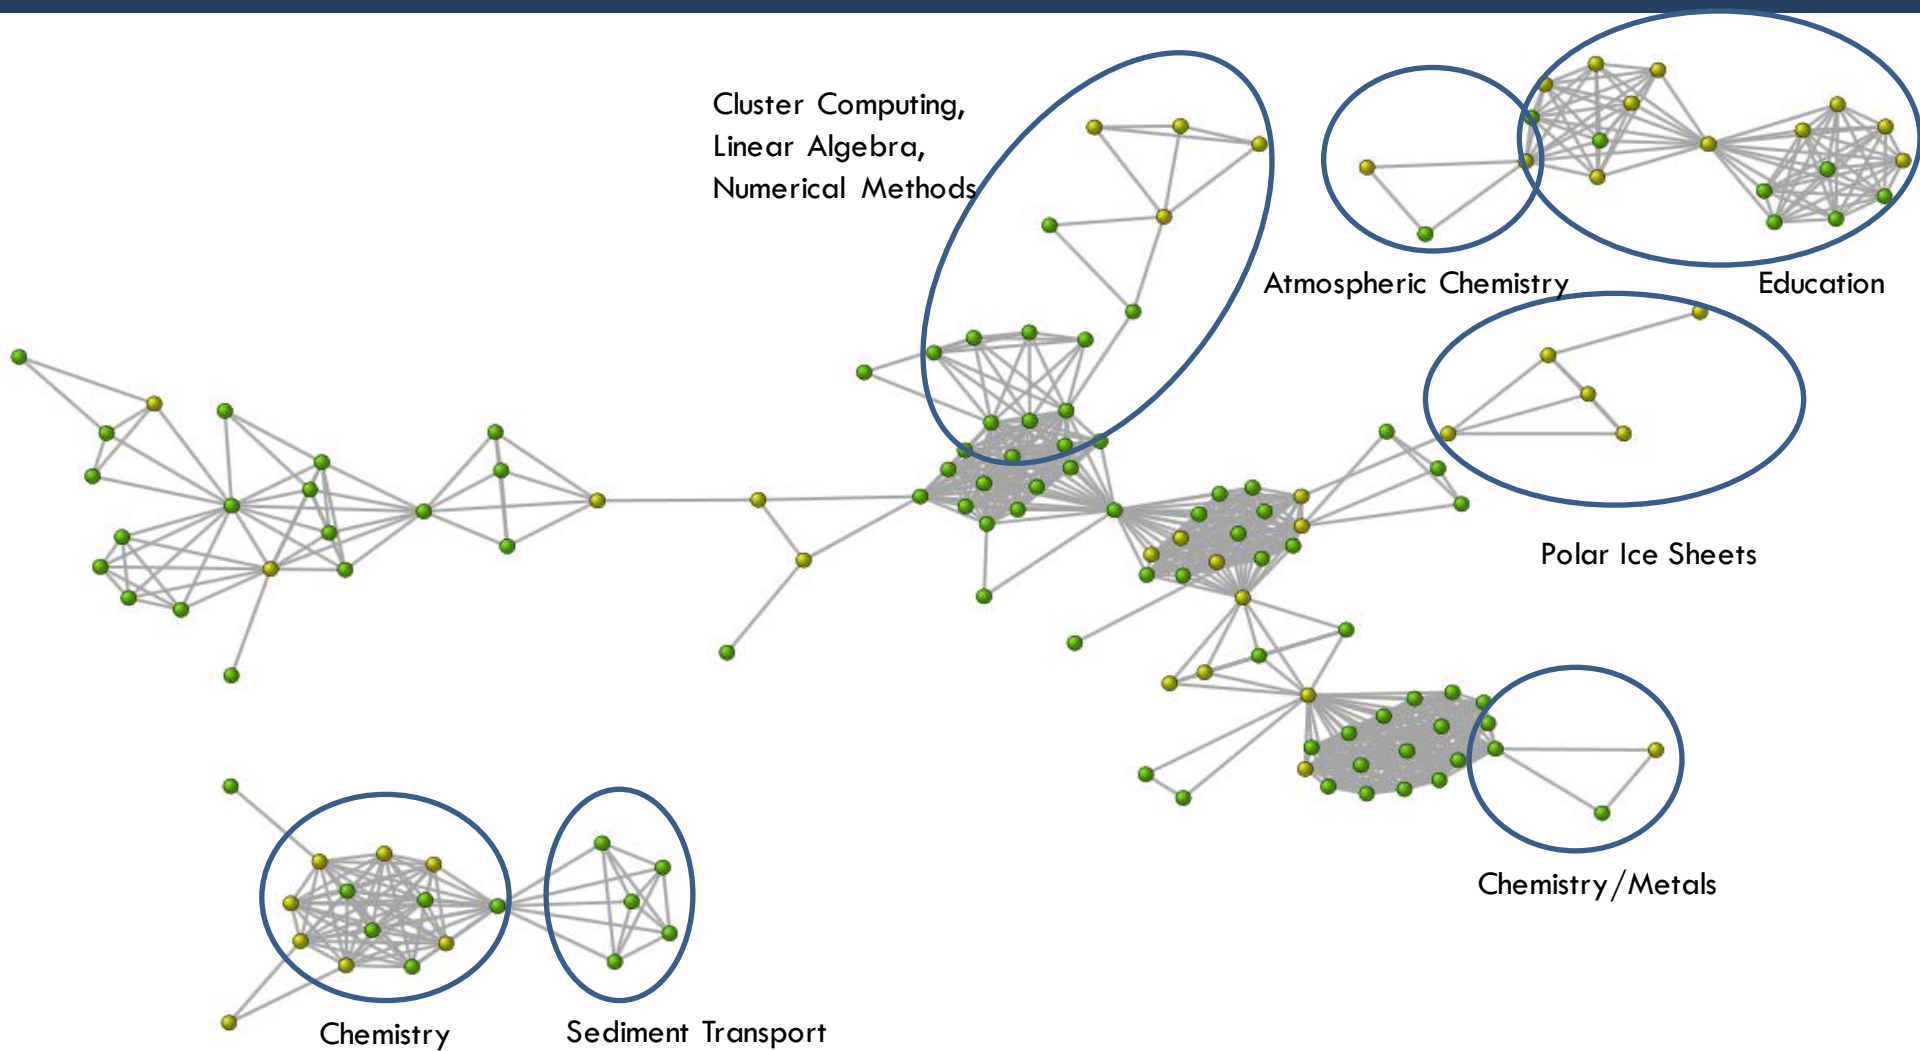 Cluster Computing,
Linear Algebra,
Numerical Methods
Atmospheric Chemistry
Education
Polar Ice Sheets
Chemistry/Metals
Chemistry
Sediment Transport